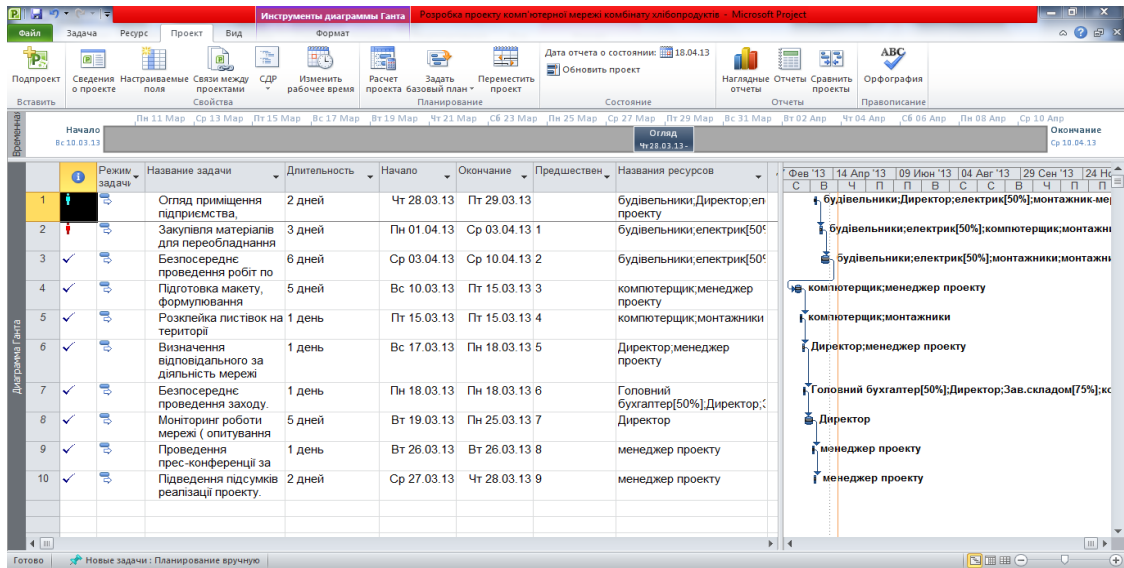 Инструменты диаграммы Ганта Розробка проекту комп'ютерної мережі комбінату хлібопродуктів - Microsoft Project
Файл Задача Ресурс Проект Вид Формат
Подпроект Сведения о проекте Настраиваемые поля Связи между проектами СДР Изменить рабочее время Расчет проекта Задать базовый план Переместить проект Дата отчета о состоянии: 18.04.13 Обновить проект Наглядные отчеты Отчеты Сравнить проекты ABC Орфография
Вставить Свойства Планирование Состояние Отчеты Правописание
Пн 11 Мар Ср 13 Мар Пт 15 Мар Вс 17 Мар Вт 19 Мар Чт 21 Мар Сб 23 Мар Пн 25 Мар Ср 27 Мар Пт 29 Мар Вс 31 Мар Вт 02 Апр Чт 04 Апр Сб 06 Апр Пн 08 Апр Ср 10 Апр
Начало Огляд Окончание
Вс 10.03.13 Чт 28.03.13 - Ср 10.04.13
Режим задачи Название задачи Длительность Начало Окончание Предшествен Названия ресурсов Фев '13 14 Апр '13 09 Июн '13 04 Авг '13 29 Сен '13
С В Ч П П В С С В Ч П П
1 Огляд приміщення 2 дней Чт 28.03.13 Пт 29.03.13 будівельники;Директор;ел будівельники;Директор;електрик[50%];монтажник-мер
підприємства, проекту
2 Закупівля матеріалів 3 дней Пн 01.04.13 Ср 03.04.13 1 будівельники;електрик[50% будівельники;електрик[50%];компютерщик;монтажни
для переобладнання
3 Безпосереднє 6 дней Ср 03.04.13 Ср 10.04.13 2 будівельники;електрик[50% будівельники;електрик[50%];монтажники;монтажни
проведення робіт по
4 Підготовка макету, 5 дней Вс 10.03.13 Пт 15.03.13 3 компютерщик;менеджер компютерщик;менеджер проекту
формулювання проекту
5 Розклейка листівок на 1 день Пт 15.03.13 Пт 15.03.13 4 компютерщик;монтажники компютерщик;монтажники
території
6 Визначення 1 день Вс 17.03.13 Пн 18.03.13 5 Директор;менеджер Директор;менеджер проекту
відповідального за проекту
діяльність мережі
7 Безпосереднє 1 день Пн 18.03.13 Пн 18.03.13 6 Головний Головний бухгалтер[50%];Директор;Зав.складом[75%];ко
проведення заходу. бухгалтер[50%];Директор;
8 Моніторинг роботи 5 дней Вт 19.03.13 Пн 25.03.13 7 Директор Директор
мережі ( опитування
9 Проведення 1 день Вт 26.03.13 Вт 26.03.13 8 менеджер проекту менеджер проекту
прес-конференції за
10 Підведення підсумків 2 дней Ср 27.03.13 Чт 28.03.13 9 менеджер проекту менеджер проекту
реалізації проекту.
Диаграмма Ганта
Готово Новые задачи : Планирование вручную